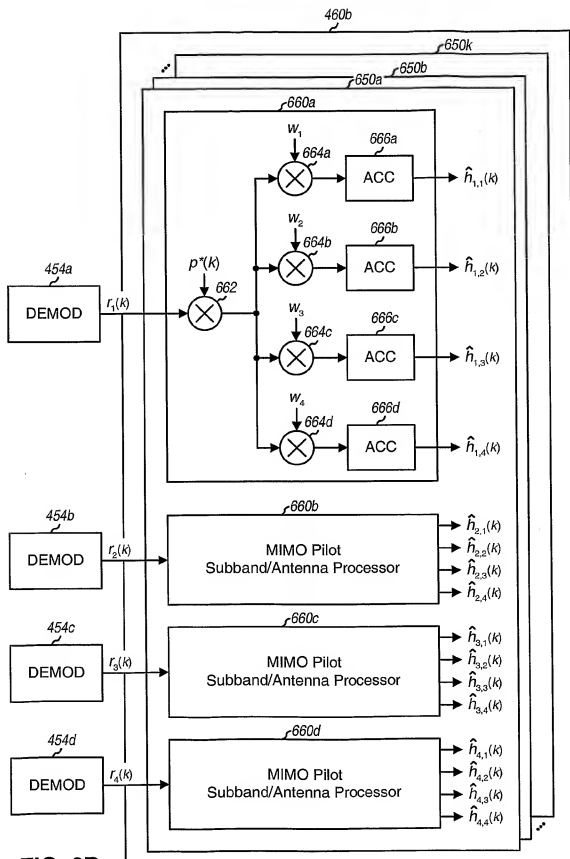 460b
650k
650b
650a
660a
w₁
664a
666a
ACC
ĥ₁,₁(k)
w₂
664b
666b
ACC
ĥ₁,₂(k)
454a
DEMOD
r₁(k)
p*(k)
662
w₃
664c
666c
ACC
ĥ₁,₃(k)
w₄
664d
666d
ACC
ĥ₁,₄(k)
454b
DEMOD
r₂(k)
660b
MIMO Pilot
Subband/Antenna Processor
ĥ₂,₁(k)
ĥ₂,₂(k)
ĥ₂,₃(k)
ĥ₂,₄(k)
454c
DEMOD
r₃(k)
660c
MIMO Pilot
Subband/Antenna Processor
ĥ₃,₁(k)
ĥ₃,₂(k)
ĥ₃,₃(k)
ĥ₃,₄(k)
454d
DEMOD
r₄(k)
660d
MIMO Pilot
Subband/Antenna Processor
ĥ₄,₁(k)
ĥ₄,₂(k)
ĥ₄,₃(k)
ĥ₄,₄(k)